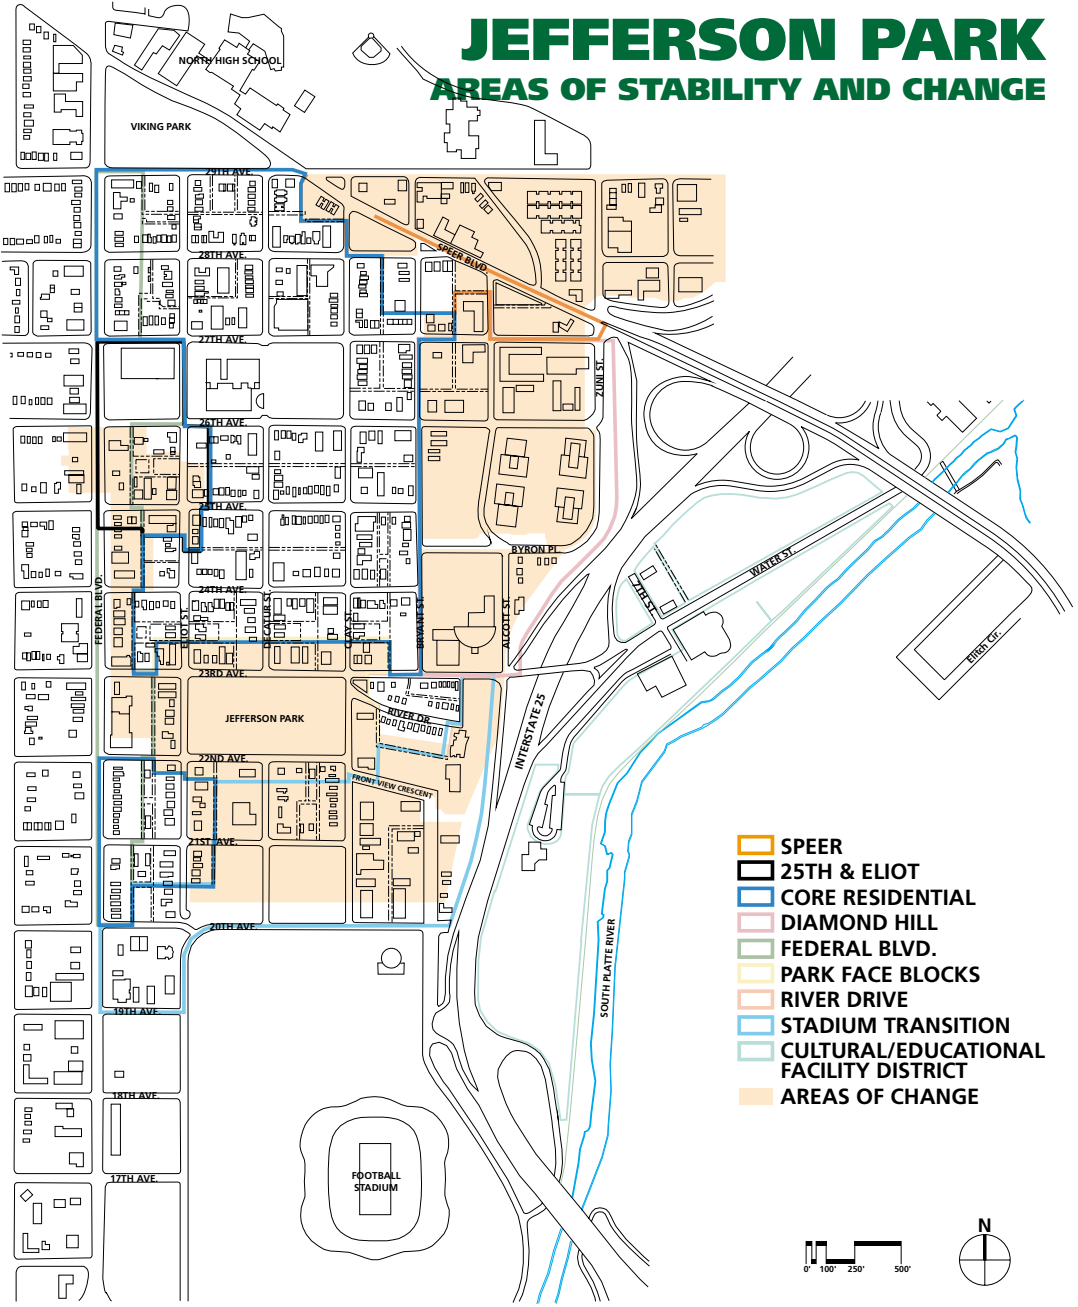 JEFFERSON PARK
AREAS OF STABILITY AND CHANGE
NORTH HIGH SCHOOL
VIKING PARK
29TH AVE.
28TH AVE.
SPEER BLVD
27TH AVE.
ZUNI ST.
26TH AVE.
25TH AVE.
BYRON PL.
WATER ST.
7TH ST.
24TH AVE.
FEDERAL BLVD.
ELIOT ST.
DECATUR ST.
CLAY ST.
BRYANT ST.
ALCOTT ST.
Elitch Cir.
23RD AVE.
JEFFERSON PARK
RIVER DR.
INTERSTATE 25
22ND AVE.
FRONT VIEW CRESCENT
21ST AVE.
20TH AVE.
SOUTH PLATTE RIVER
19TH AVE.
18TH AVE.
17TH AVE.
FOOTBALL
STADIUM
SPEER
25TH & ELIOT
CORE RESIDENTIAL
DIAMOND HILL
FEDERAL BLVD.
PARK FACE BLOCKS
RIVER DRIVE
STADIUM TRANSITION
CULTURAL/EDUCATIONAL
FACILITY DISTRICT
AREAS OF CHANGE
N
0' 100' 250' 500'